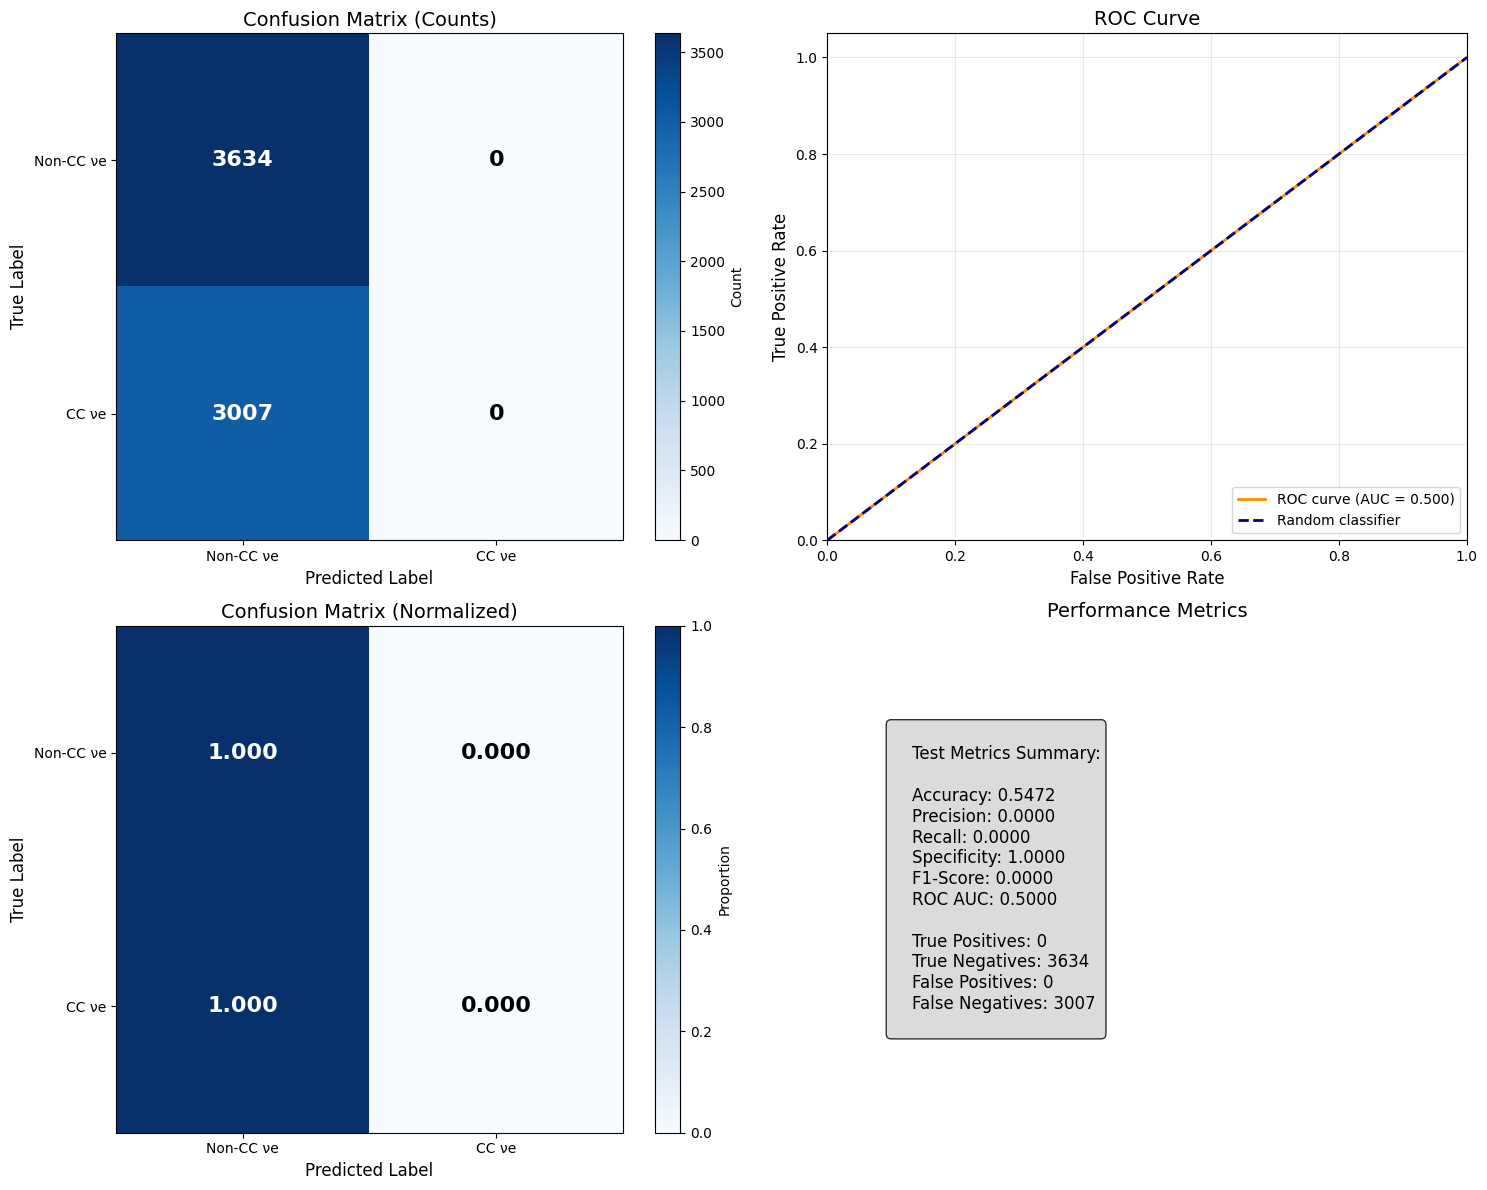 Confusion Matrix (Counts)
True Label
Non-CC νe
CC νe
3634
0
3007
0
Non-CC νe
CC νe
Predicted Label
3500
3000
2500
2000
1500
1000
500
0
Count
ROC Curve
True Positive Rate
1.0
0.8
0.6
0.4
0.2
0.0
0.0
0.2
0.4
0.6
0.8
1.0
False Positive Rate
ROC curve (AUC = 0.500)
Random classifier
Confusion Matrix (Normalized)
True Label
Non-CC νe
CC νe
1.000
0.000
1.000
0.000
Non-CC νe
CC νe
Predicted Label
1.0
0.8
0.6
0.4
0.2
0.0
Proportion
Performance Metrics
Test Metrics Summary:
Accuracy: 0.5472
Precision: 0.0000
Recall: 0.0000
Specificity: 1.0000
F1-Score: 0.0000
ROC AUC: 0.5000
True Positives: 0
True Negatives: 3634
False Positives: 0
False Negatives: 3007